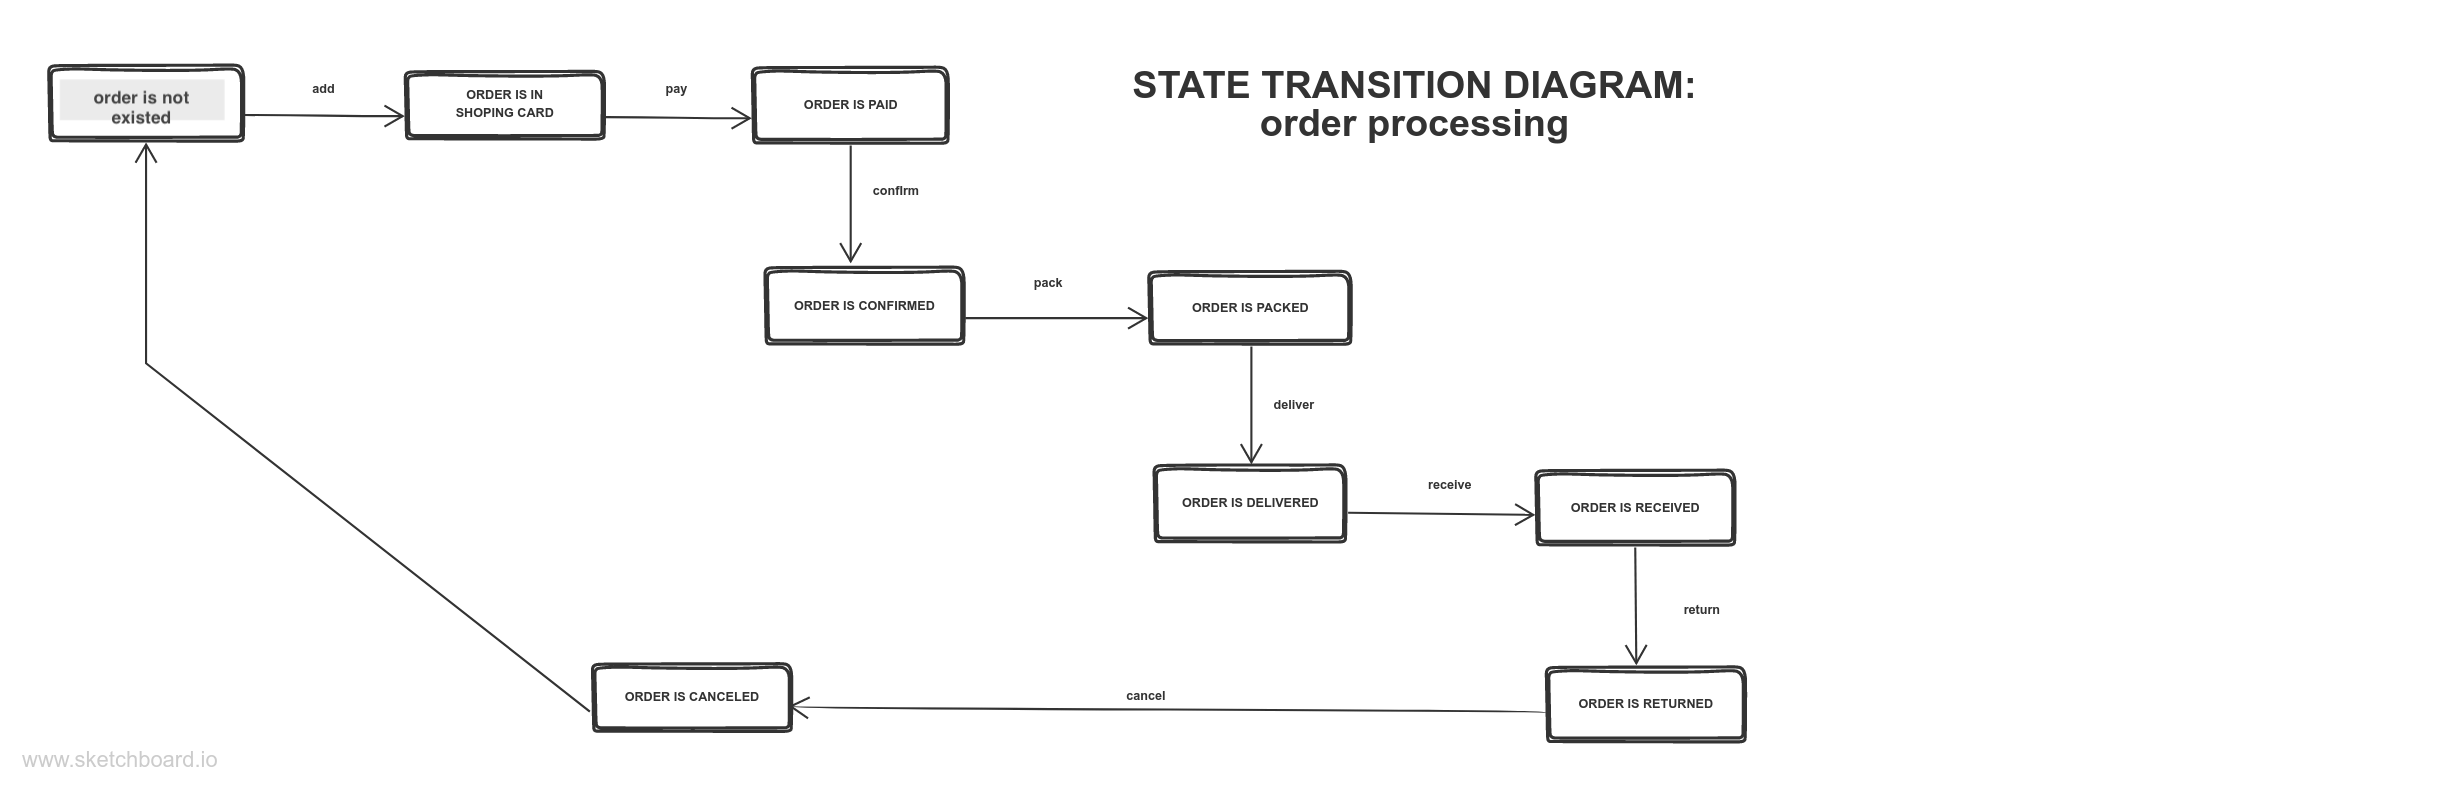 order is not
existed
add
ORDER IS IN
SHOPING CARD
pay
ORDER IS PAID
STATE TRANSITION DIAGRAM:
order processing
confirm
ORDER IS CONFIRMED
pack
ORDER IS PACKED
deliver
ORDER IS DELIVERED
receive
ORDER IS RECEIVED
return
ORDER IS RETURNED
cancel
ORDER IS CANCELED
www.sketchboard.io